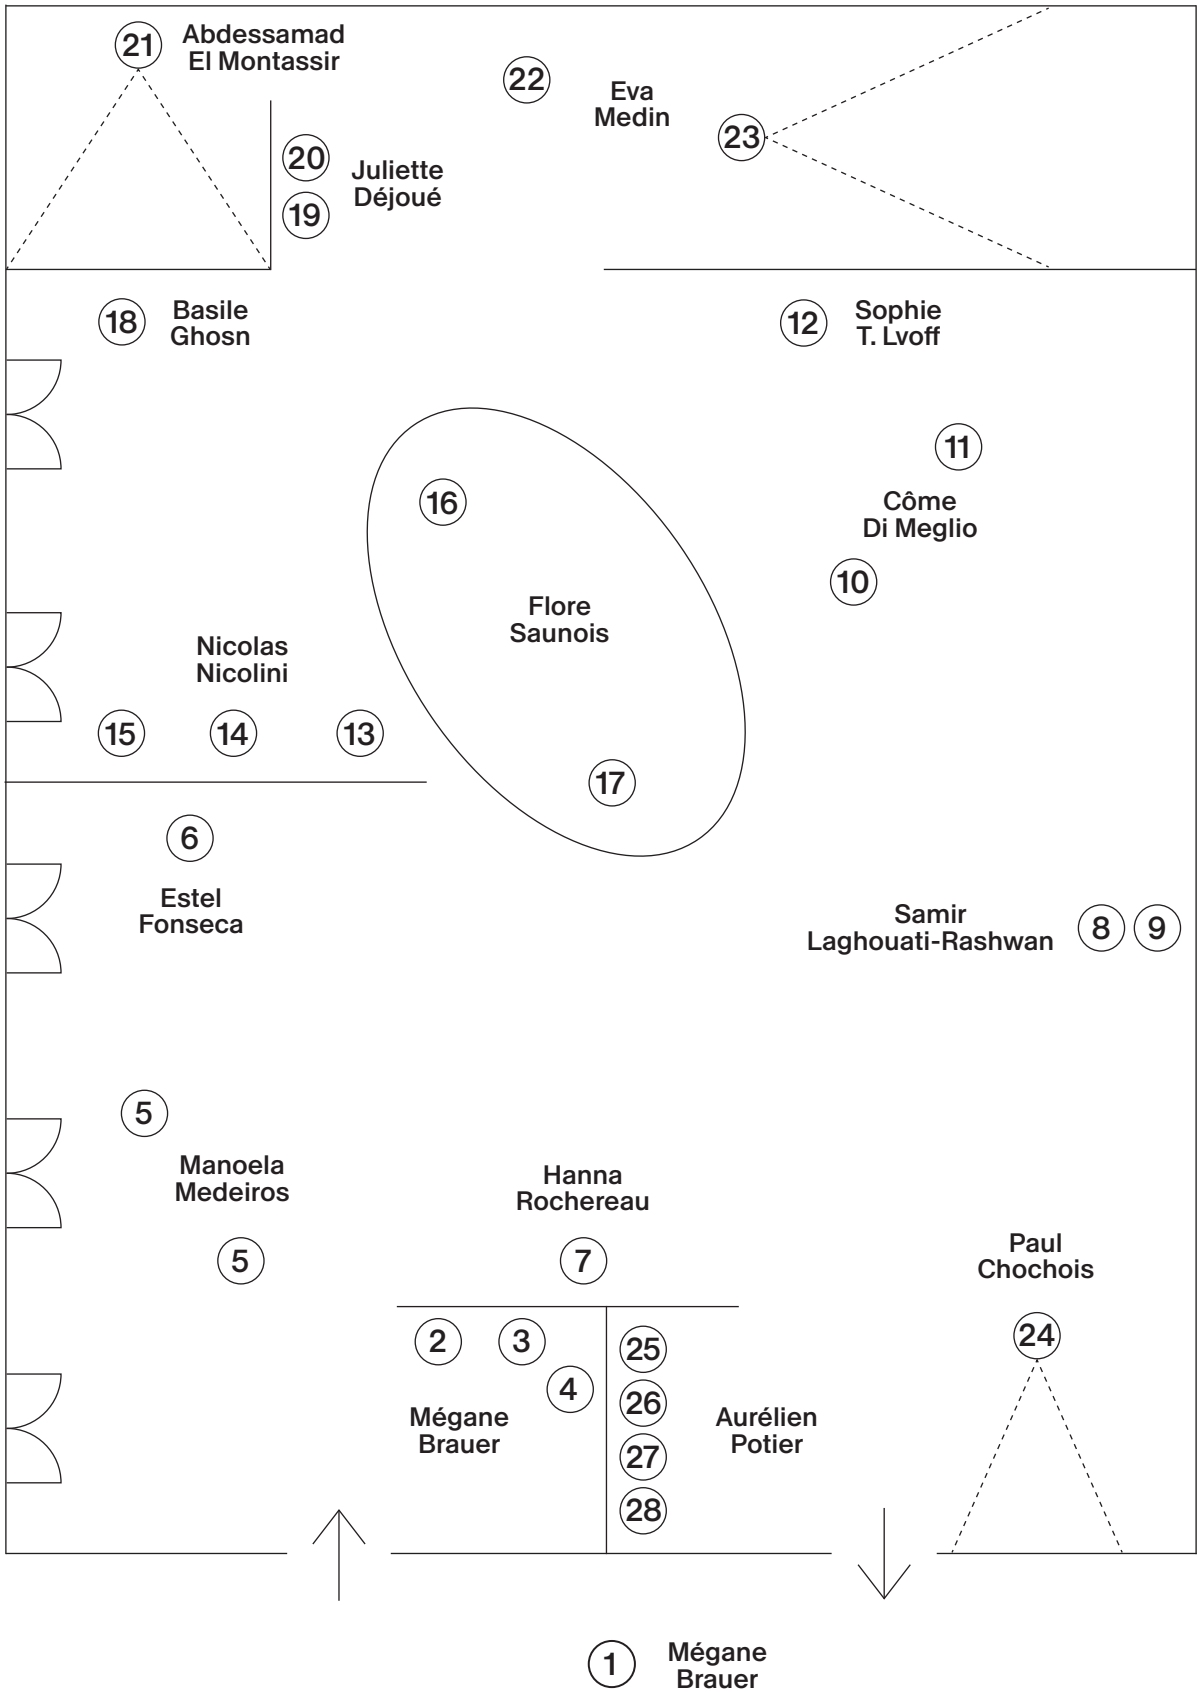 21
Abdessamad
El Montassir
22
Eva
Medin
23
20
Juliette
Déjoué
19
18
Basile
Ghosn
12
Sophie
T. Lvoff
11
16
Côme
Di Meglio
10
Flore
Saunois
Nicolas
Nicolini
15
14
13
17
6
Estel
Fonseca
Samir
Laghouati-Rashwan
8
9
5
Manoela
Medeiros
5
Hanna
Rochereau
7
Paul
Chochois
24
2
3
4
Mégane
Brauer
25
26
27
28
Aurélien
Potier
1
Mégane
Brauer